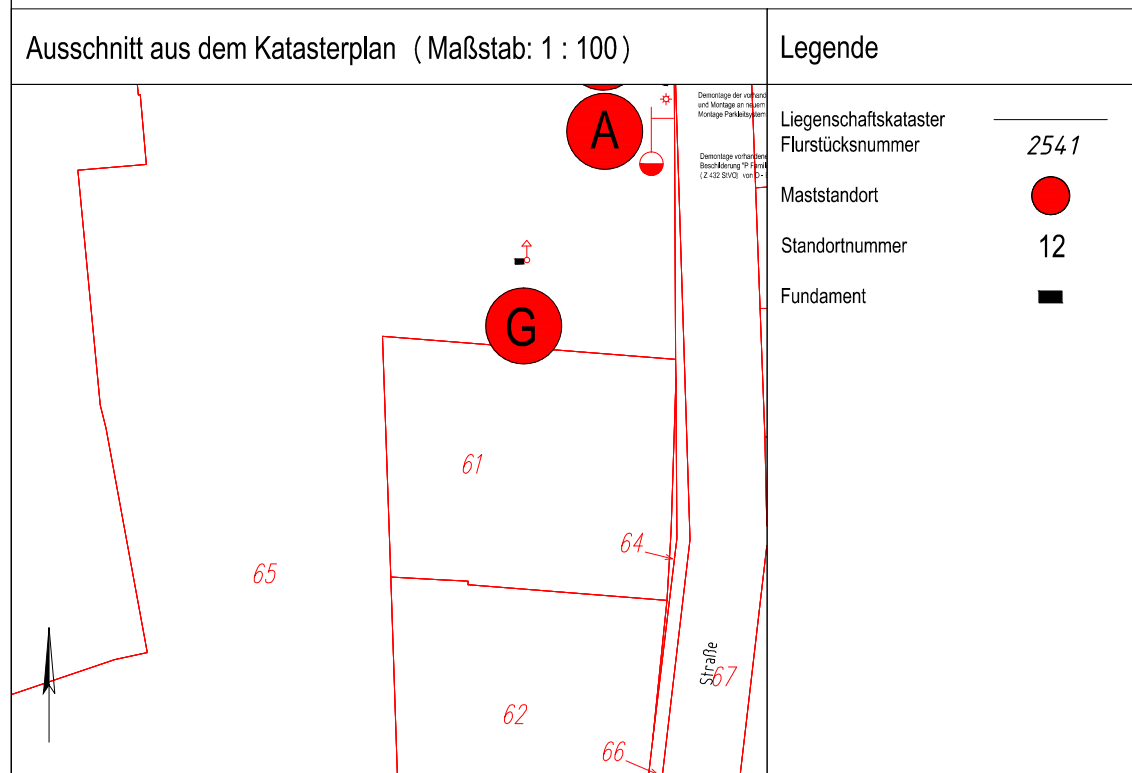 Ausschnitt aus dem Katasterplan (Maßstab: 1 : 100)
Legende
A
Demontage der vorhand
und Montage an neuem
Montage Parkleitsystem
Demontage vorhandene
Beschilderung "P Famil
( Z 432 StVO) von
Liegenschaftskataster
Flurstücksnummer 2541
Maststandort
Standortnummer 12
Fundament
G
61
64
65
Straße
67
62
66